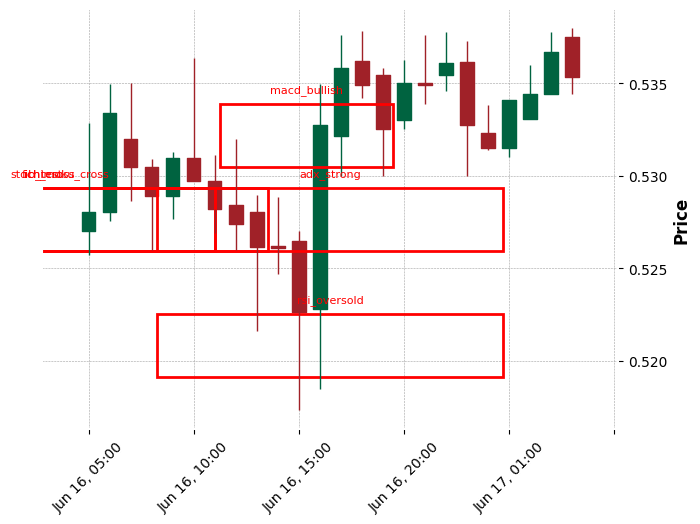 macd_bullish
adx_strong
rsi_oversold
0.535
0.530
0.525
0.520
Price
Jun 16, 05:00
Jun 16, 10:00
Jun 16, 15:00
Jun 16, 20:00
Jun 17, 01:00